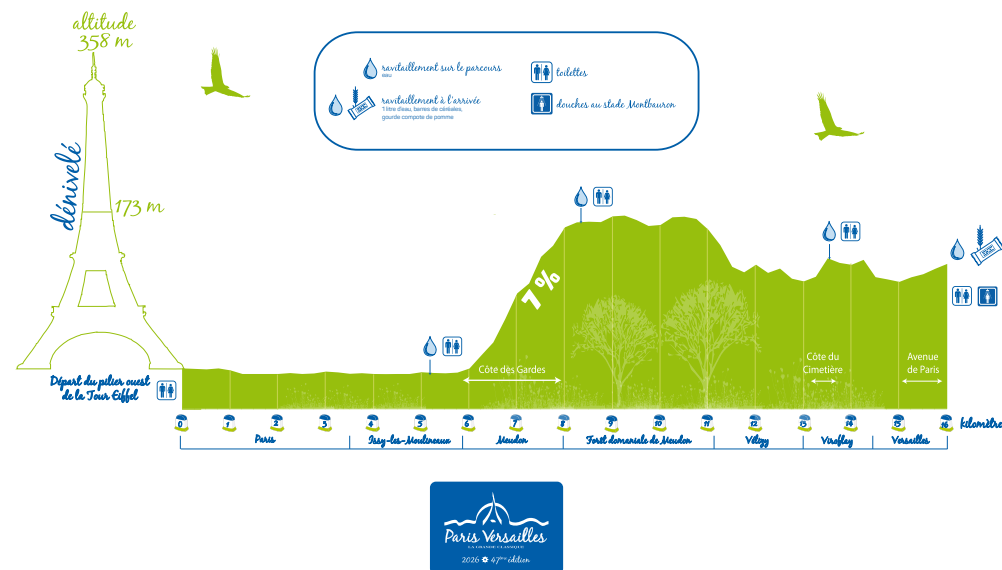 altitude
358 m
ravitaillement sur le parcours
eau
toilettes
ravitaillement à l'arrivée
1 litre d'eau, barres de céréales,
gourde compote de pomme
douches au stade Montbauron
dénivelé
173 m
7 %
Côte des Gardes
Côte du
Cimetière
Avenue
de Paris
Départ du pilier ouest
de la Tour Eiffel
0 1 2 3 4 5 6 7 8 9 10 11 12 13 14 15 16 kilomètre
Paris Issy-les-Moulineaux Meudon Forêt domaniale de Meudon Vélizy Viroflay Versailles
Paris Versailles
LA GRANDE CLASSIQUE
2026 47ème édition